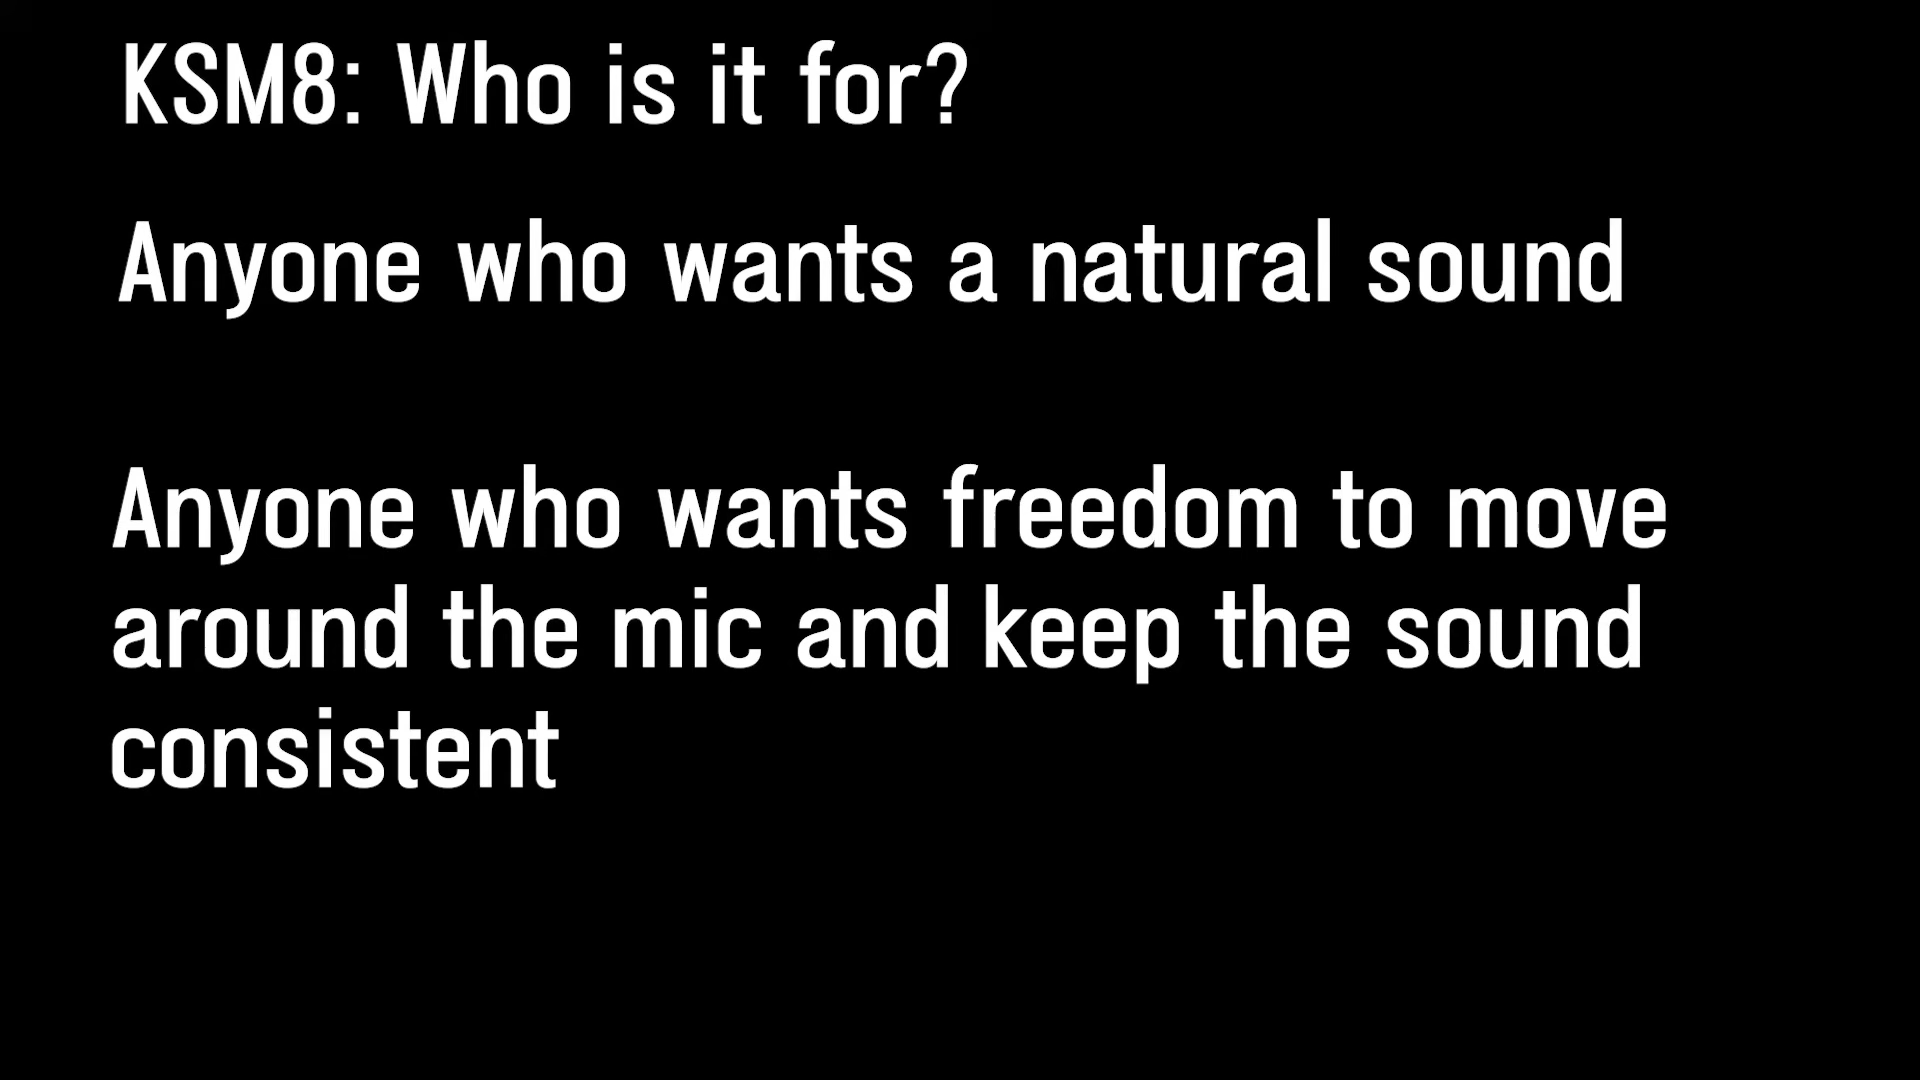 KSM8: Who is it for?
Anyone who wants a natural sound
Anyone who wants freedom to move
around the mic and keep the sound
consistent